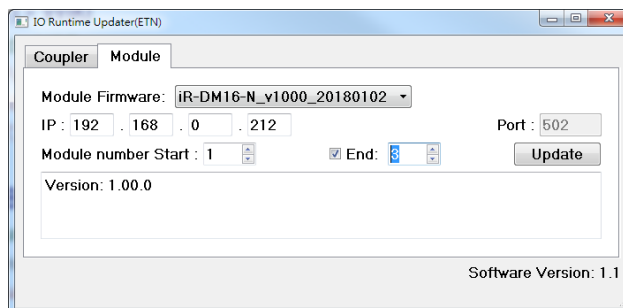 IO Runtime Updater(ETN)
Coupler Module
Module Firmware: iR-DM16-N_v1000_20180102
IP : 192 . 168 . 0 . 212 Port : 502
Module number Start : 1 End: 3 Update
Version: 1.00.0
Software Version: 1.1